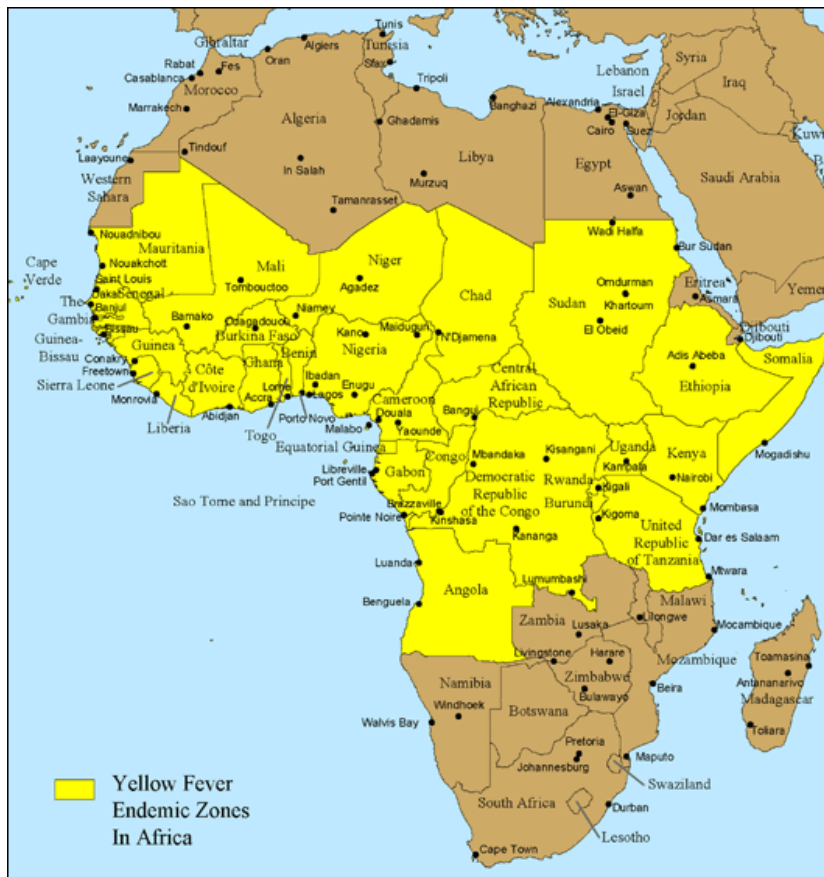 Tunis
Gibraltar
Algiers
Tunisia
Oran
Rabat
Fes
Sfax
Casablanca
Morocco
Tripoli
Lebanon
Syria
Iraq
Israel
Marrakech
Banghazi
Alexandria
El-Giza
Jordan
Cairo
Suez
Kuw
Algeria
Ghadamis
Tindouf
Laayoune
In Salah
Libya
Egypt
Western
Sahara
Murzuq
Saudi Arabia
Aswan
Tamanrasset
Nouadnibou
Wadi Halfa
Mauritania
Bur Sudan
Cape
Verde
Nouakchott
Mali
Niger
Saint Louis
Tombouctoo
Agadez
Chad
Omdurman
Eritrea
Yemen
The
Gambia
Dakar
Senegal
Sudan
Khartoum
Asmara
Banjul
Niamey
Bamako
Odagadouou
El Obeid
Djibouti
Guinea-
Bissau
Bissau
Burkina Faso
Kano
Maiduguri
N'Djamena
Djibouti
Guinea
Benin
Nigeria
Somalia
Conakry
Ghana
Adis Abeba
Freetown
Côte
d'Ivoire
Ibadan
Central
African
Republic
Ethiopia
Sierra Leone
Lome
Enugu
Monrovia
Accra
Lagos
Cameroon
Liberia
Abidjan
Porto Novo
Douala
Bangui
Togo
Malabo
Yaounde
Equatorial Guinea
Uganda
Kenya
Mogadishu
Congo
Mbandaka
Kisangani
Kampala
Libreville
Gabon
Democratic
Republic
of the Congo
Rwanda
Nairobi
Port Gentil
Burundi
Kigali
Sao Tome and Principe
Brazzaville
Mombasa
Pointe Noire
Kinshasa
Kigoma
United
Republic
of Tanzania
Kananga
Dar es Salaam
Luanda
Mtwara
Lumumbashi
Angola
Malawi
Benguela
Zambia
Lilongwe
Lusaka
Mocambique
Livingstone
Harare
Mozambique
Toamasina
Namibia
Zimbabwe
Antananarivo
Bulawayo
Beira
Madagascar
Windhoek
Botswana
Walvis Bay
Toliara
Pretoria
Maputo
Johannesburg
Swaziland
Yellow Fever
Endemic Zones
In Africa
South Africa
Durban
Lesotho
Cape Town